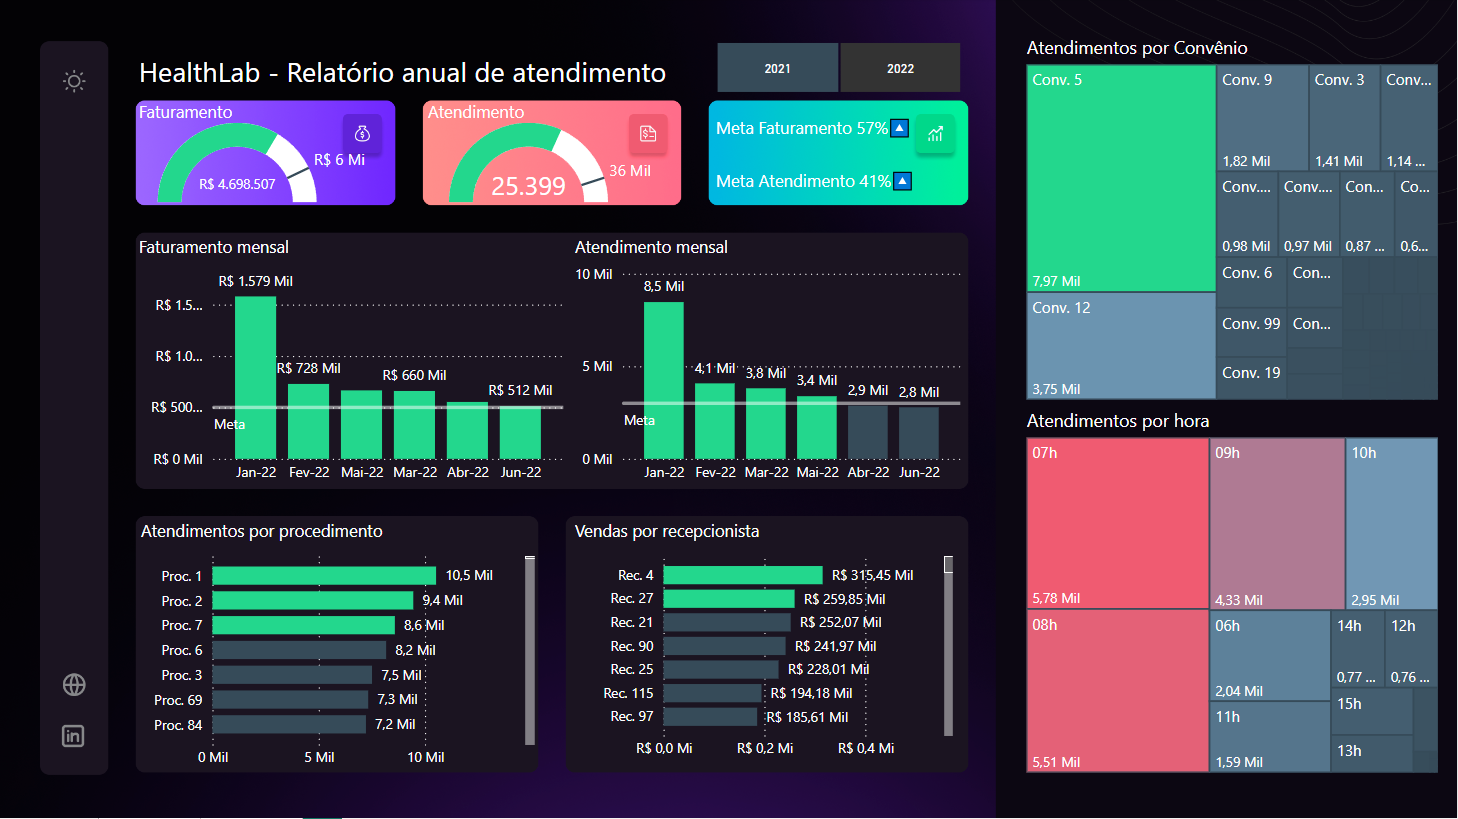 HealthLab - Relatório anual de atendimento
2021
2022
Faturamento
R$ 6 Mi
R$ 4.698.507
Atendimento
36 Mil
25.399
Meta Faturamento 57%
Meta Atendimento 41%
Faturamento mensal
R$ 1.579 Mil
R$ 1.5...
R$ 1.0...
R$ 728 Mil
R$ 660 Mil
R$ 512 Mil
R$ 500...
Meta
R$ 0 Mil
Jan-22 Fev-22 Mai-22 Mar-22 Abr-22 Jun-22
Atendimento mensal
10 Mil
8,5 Mil
5 Mil
4,1 Mil 3,8 Mil 3,4 Mil 2,9 Mil 2,8 Mil
Meta
0 Mil
Jan-22 Fev-22 Mar-22 Mai-22 Abr-22 Jun-22
Atendimentos por procedimento
Proc. 1 10,5 Mil
Proc. 2 9,4 Mil
Proc. 7 8,6 Mil
Proc. 6 8,2 Mil
Proc. 3 7,5 Mil
Proc. 69 7,3 Mil
Proc. 84 7,2 Mil
0 Mil 5 Mil 10 Mil
Vendas por recepcionista
Rec. 4 R$ 315,45 Mil
Rec. 27 R$ 259,85 Mil
Rec. 21 R$ 252,07 Mil
Rec. 90 R$ 241,97 Mil
Rec. 25 R$ 228,01 Mil
Rec. 115 R$ 194,18 Mil
Rec. 97 R$ 185,61 Mil
R$ 0,0 Mi R$ 0,2 Mi R$ 0,4 Mi
Atendimentos por Convênio
Conv. 5
7,97 Mil
Conv. 12
3,75 Mil
Conv. 9
1,82 Mil
Conv. 3
1,41 Mil
Conv...
1,14 ...
Conv....
0,98 Mil
Conv....
0,97 Mil
Con...
0,87 ...
Co...
0,6...
Conv. 6
Con...
Conv. 99
Con...
Conv. 19
Atendimentos por hora
07h
5,78 Mil
08h
5,51 Mil
09h
4,33 Mil
10h
2,95 Mil
06h
2,04 Mil
11h
1,59 Mil
14h
0,77 ...
12h
0,76 ...
15h
13h
in